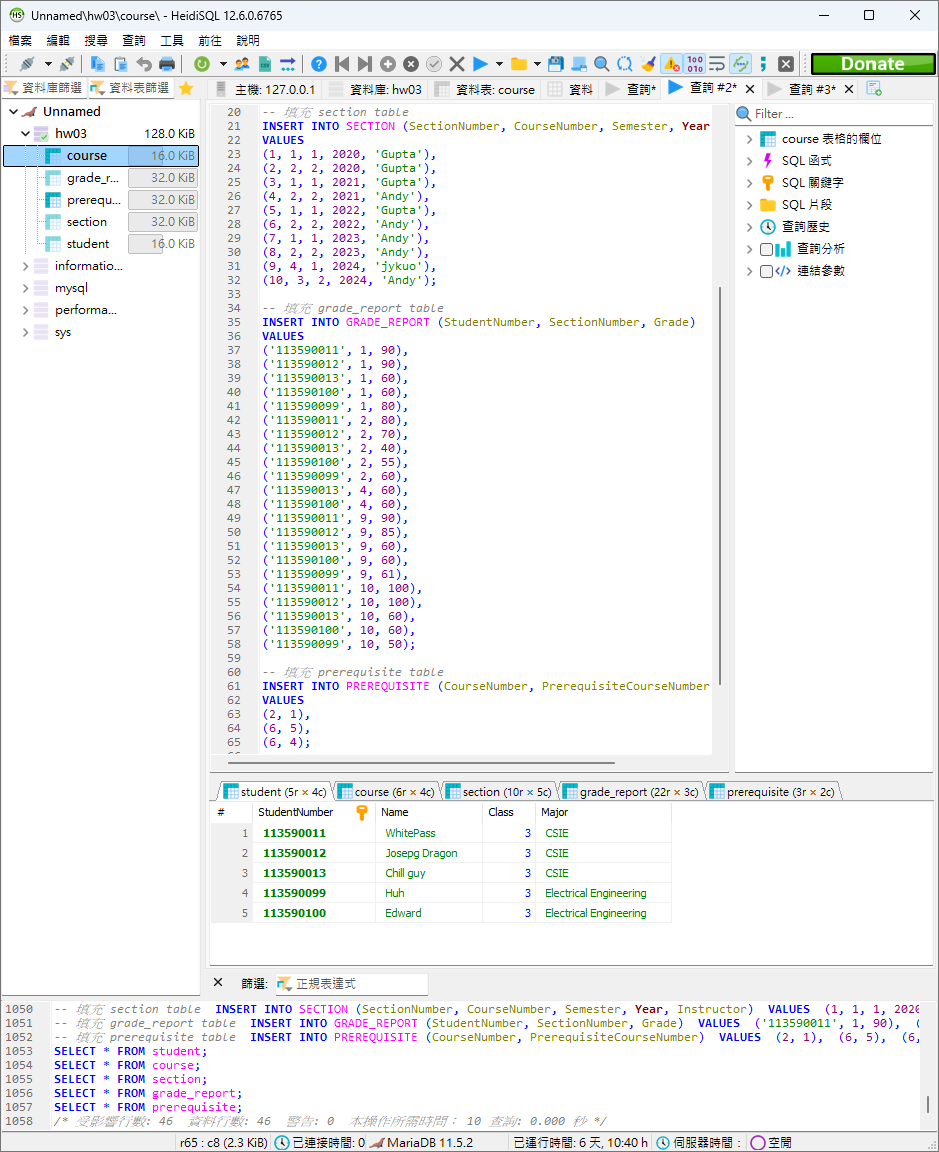 Unnamed\hw03\course\ - HeidiSQL 12.6.0.6765
檔案 編輯 搜尋 查詢 工具 前往 說明
Donate
資料庫篩選 資料表篩選 主機: 127.0.0.1 資料庫: hw03 資料表: course 資料 查詢* 查詢 #2* 查詢 #3*
Unnamed
hw03 128.0 KiB
course 16.0 KiB
grade_r... 32.0 KiB
prerequ... 32.0 KiB
section 32.0 KiB
student 16.0 KiB
informatio...
mysql
performa...
sys
20 -- 填充 section table
21 INSERT INTO SECTION (SectionNumber, CourseNumber, Semester, Year
22 VALUES
23 (1, 1, 1, 2020, 'Gupta'),
24 (2, 2, 2, 2020, 'Gupta'),
25 (3, 1, 1, 2021, 'Gupta'),
26 (4, 2, 2, 2021, 'Andy'),
27 (5, 1, 1, 2022, 'Gupta'),
28 (6, 2, 2, 2022, 'Andy'),
29 (7, 1, 1, 2023, 'Andy'),
30 (8, 2, 2, 2023, 'Andy'),
31 (9, 4, 1, 2024, 'jykuo'),
32 (10, 3, 2, 2024, 'Andy');
33
34 -- 填充 grade_report table
35 INSERT INTO GRADE_REPORT (StudentNumber, SectionNumber, Grade)
36 VALUES
37 ('113590011', 1, 90),
38 ('113590012', 1, 90),
39 ('113590013', 1, 60),
40 ('113590100', 1, 60),
41 ('113590099', 1, 80),
42 ('113590011', 2, 80),
43 ('113590012', 2, 70),
44 ('113590013', 2, 40),
45 ('113590100', 2, 55),
46 ('113590099', 2, 60),
47 ('113590013', 4, 60),
48 ('113590100', 4, 60),
49 ('113590011', 9, 90),
50 ('113590012', 9, 85),
51 ('113590013', 9, 60),
52 ('113590100', 9, 60),
53 ('113590099', 9, 61),
54 ('113590011', 10, 100),
55 ('113590012', 10, 100),
56 ('113590013', 10, 60),
57 ('113590100', 10, 60),
58 ('113590099', 10, 50);
59
60 -- 填充 prerequisite table
61 INSERT INTO PREREQUISITE (CourseNumber, PrerequisiteCourseNumber
62 VALUES
63 (2, 1),
64 (6, 5),
65 (6, 4);
Filter ...
course 表格的欄位
SQL 函式
SQL 關鍵字
SQL 片段
查詢歷史
查詢分析
連結參數
student (5r × 4c) course (6r × 4c) section (10r × 5c) grade_report (22r × 3c) prerequisite (3r × 2c)
# StudentNumber Name Class Major
1 113590011 WhitePass 3 CSIE
2 113590012 Josepg Dragon 3 CSIE
3 113590013 Chill guy 3 CSIE
4 113590099 Huh 3 Electrical Engineering
5 113590100 Edward 3 Electrical Engineering
篩選: 正規表達式
1050 -- 填充 section table INSERT INTO SECTION (SectionNumber, CourseNumber, Semester, Year, Instructor) VALUES (1, 1, 1, 2020
1051 -- 填充 grade_report table INSERT INTO GRADE_REPORT (StudentNumber, SectionNumber, Grade) VALUES ('113590011', 1, 90), (
1052 -- 填充 prerequisite table INSERT INTO PREREQUISITE (CourseNumber, PrerequisiteCourseNumber) VALUES (2, 1), (6, 5), (6,
1053 SELECT * FROM student;
1054 SELECT * FROM course;
1055 SELECT * FROM section;
1056 SELECT * FROM grade_report;
1057 SELECT * FROM prerequisite;
1058 /* 受影響行數: 46 資料行數: 46 警告: 0 本操作所需時間： 10 查詢: 0.000 秒 */
r65 : c8 (2.3 KiB) 已連接時間: 0 MariaDB 11.5.2 已運行時間: 6 天, 10:40 h 伺服器時間： 空閒